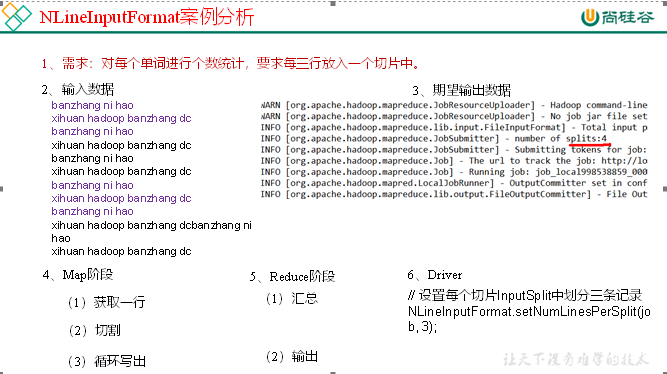 NLineInputFormat案例分析
尚硅谷
1、需求：对每个单词进行个数统计，要求每三行放入一个切片中。
2、输入数据
banzhang ni hao
xihuan hadoop banzhang dc
banzhang ni hao
xihuan hadoop banzhang dc
banzhang ni hao
xihuan hadoop banzhang dc
banzhang ni hao
xihuan hadoop banzhang dc
banzhang ni hao
xihuan hadoop banzhang dcbanzhang ni
hao
xihuan hadoop banzhang dc
3、期望输出数据
WARN [org.apache.hadoop.mapreduce.JobResourceUploader] - Hadoop command-line
WARN [org.apache.hadoop.mapreduce.JobResourceUploader] - No job jar file set
INFO [org.apache.hadoop.mapreduce.lib.input.FileInputFormat] - Total input p
INFO [org.apache.hadoop.mapreduce.JobSubmitter] - number of splits:4
INFO [org.apache.hadoop.mapreduce.JobSubmitter] - Submitting tokens for job:
INFO [org.apache.hadoop.mapreduce.Job] - The url to track the job: http://lo
INFO [org.apache.hadoop.mapreduce.Job] - Running job: job_local998538859_000
INFO [org.apache.hadoop.mapred.LocalJobRunner] - OutputCommitter set in conf
INFO [org.apache.hadoop.mapreduce.lib.output.FileOutputCommitter] - File Out
4、Map阶段
（1）获取一行
（2）切割
（3）循环写出
5、Reduce阶段
（1）汇总
（2）输出
6、Driver
// 设置每个切片InputSplit中划分三条记录
NLineInputFormat.setNumLinesPerSplit(jo
b, 3);
让天下没有难学的技术